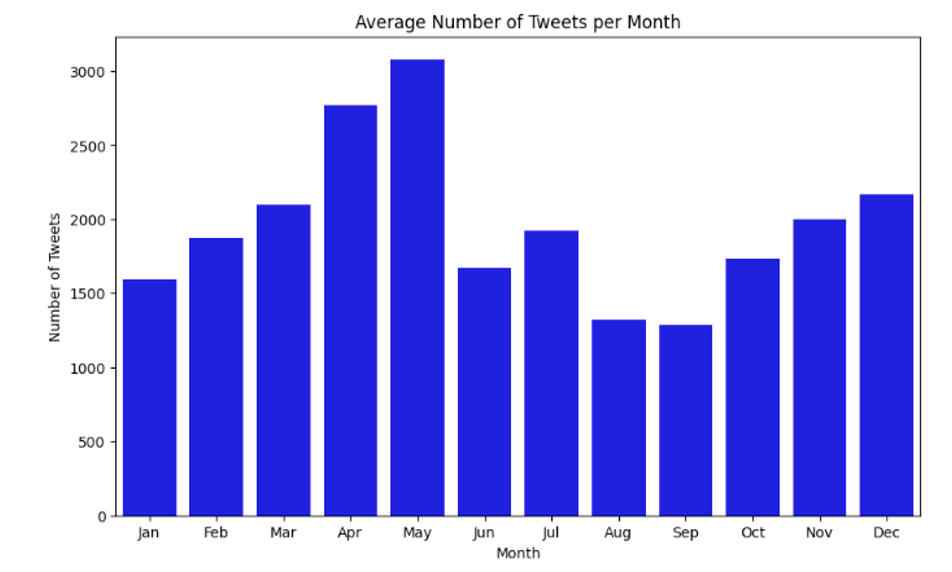 Average Number of Tweets per Month
Number of Tweets
3000
2500
2000
1500
1000
500
0
Jan Feb Mar Apr May Jun Jul Aug Sep Oct Nov Dec
Month